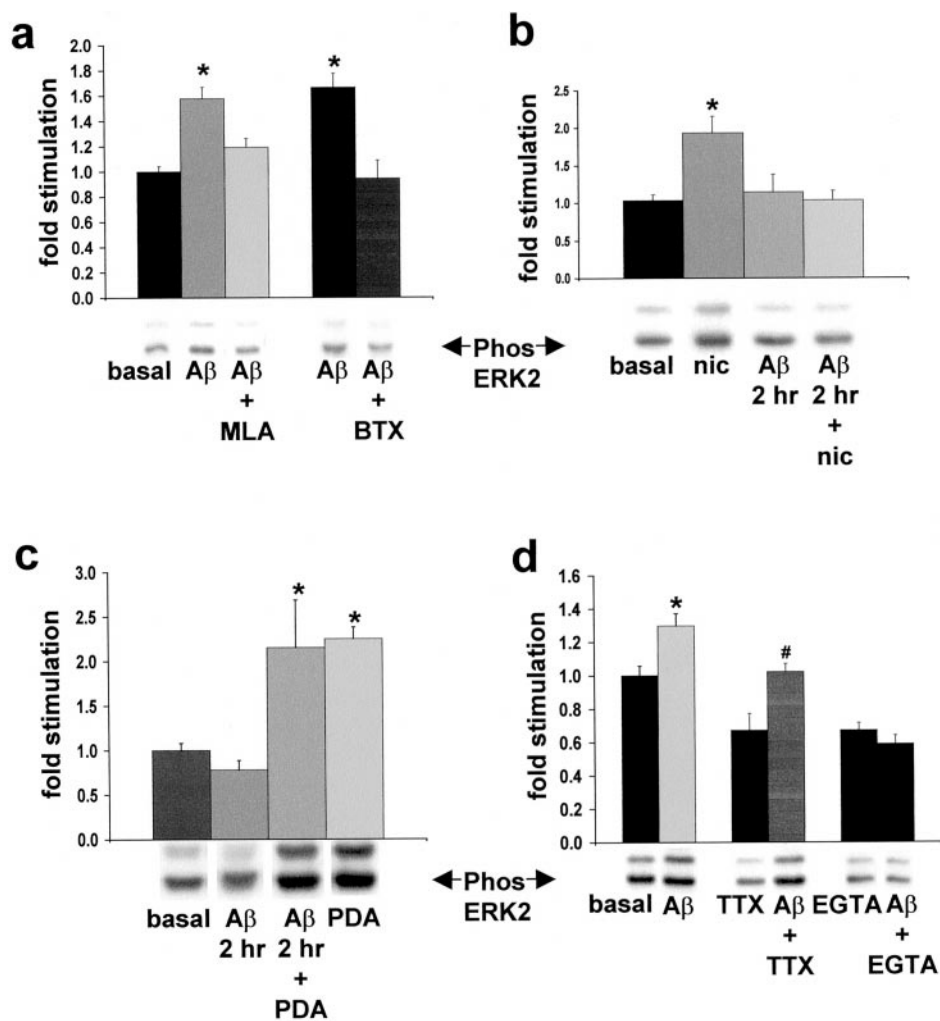 a
fold stimulation
2.0
1.8
1.6
1.4
1.2
1.0
0.8
0.6
0.4
0.2
0.0
* *
basal Aβ Aβ Aβ Aβ
+ +
MLA BTX
b
fold stimulation
2.5
2.0
1.5
1.0
0.5
0.0
*
basal nic Aβ Aβ
2 hr 2 hr
+
nic
Phos
ERK2
c
fold stimulation
3.0
2.5
2.0
1.5
1.0
0.5
0.0
* *
basal Aβ Aβ PDA
2 hr 2 hr
+
PDA
d
fold stimulation
1.6
1.4
1.2
1.0
0.8
0.6
0.4
0.2
0.0
* #
basal Aβ TTX Aβ EGTA Aβ
+ +
TTX EGTA
Phos
ERK2